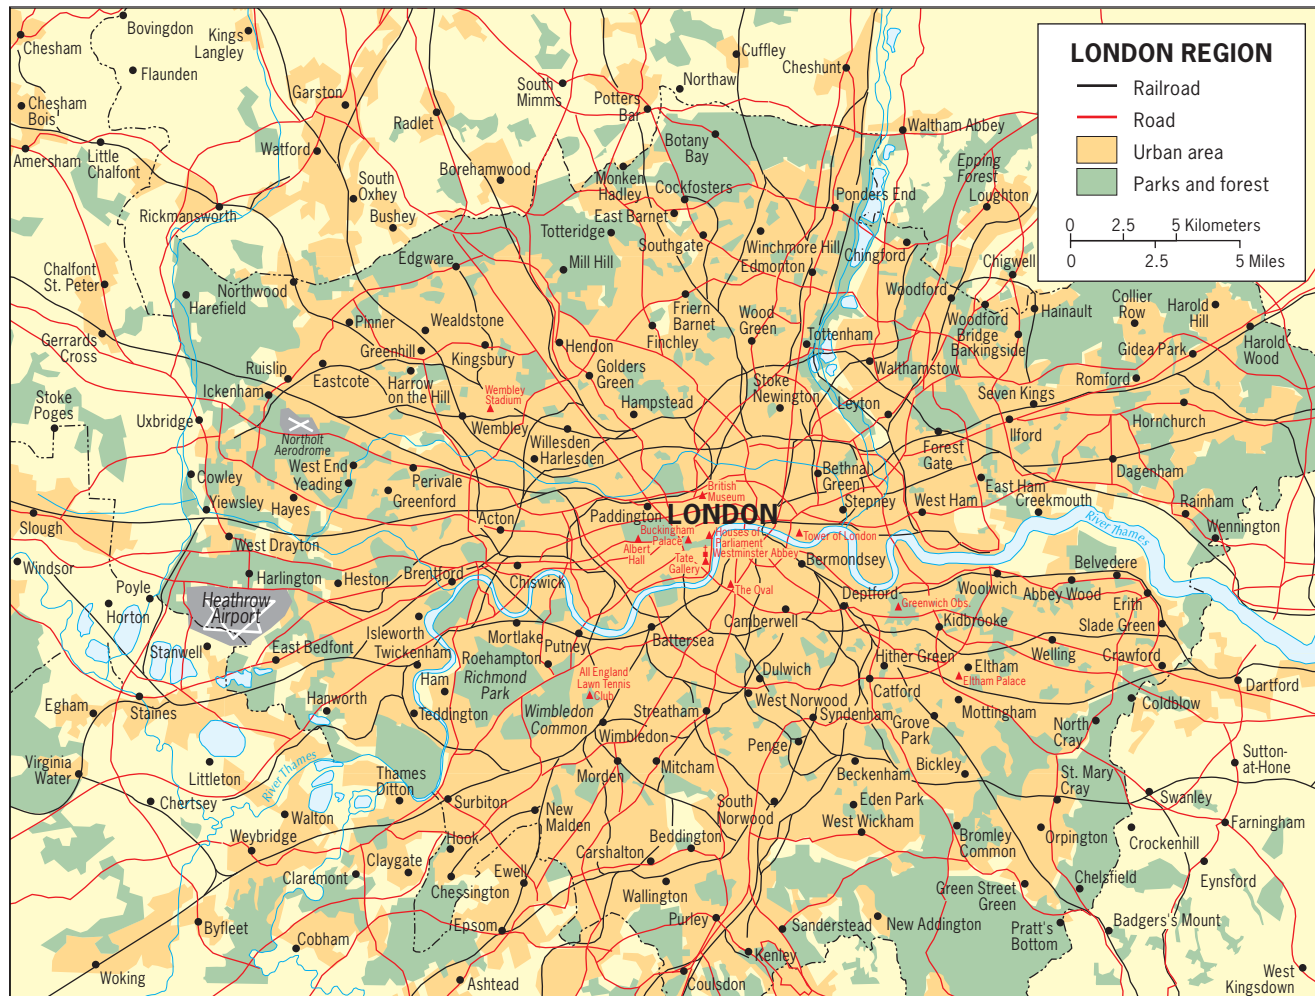 Bovingdon
Kings
Langley
Chesham
Flaunden
Cuffley
Cheshunt
Northaw
South
Mimms
Potters
Bar
LONDON REGION
Railroad
Road
Urban area
Parks and forest
0 2.5 5 Kilometers
0 2.5 5 Miles
Chesham
Bois
Garston
Radlet
Amersham
Little
Chalfont
Watford
Borehamwood
Botany
Bay
Waltham Abbey
Epping
Forest
Loughton
South
Oxhey
Bushey
Monken
Hadley
Cockfosters
East Barnet
Ponders End
Rickmansworth
Totteridge
Southgate
Winchmore Hill
Edmonton
Chingford
Chigwell
Chalfont
St. Peter
Northwood
Harefield
Edgware
Mill Hill
Woodford
Woodford
Bridge
Barkingside
Hainault
Collier
Row
Harold
Hill
Harold
Wood
Gidea Park
Gerrards
Cross
Pinner
Wealdstone
Greenhill
Kingsbury
Hendon
Friern
Barnet
Finchley
Wood
Green
Tottenham
Walthamstow
Romford
Ruislip
Ickenham
Eastcote
Harrow
on the Hill
Wembley
Stadium
Golders
Green
Hampstead
Stoke
Newington
Leyton
Seven Kings
Hornchurch
Stoke
Poges
Uxbridge
Northolt
Aerodrome
Wembley
Willesden
Harlesden
Forest
Gate
Ilford
Dagenham
Cowley
West End
Yeading
Perivale
Greenford
Bethnal
Green
Stepney
West Ham
East Ham
Creekmouth
Rainham
Wennington
Yiewsley
Hayes
Acton
Paddington
British
Museum
LONDON
Slough
West Drayton
Buckingham
Palace
Albert
Hall
Houses of
Parliament
Westminster Abbey
Tate
Gallery
Tower of London
Bermondsey
River Thames
Windsor
Poyle
Horton
Harlington
Heston
Brentford
Chiswick
The Oval
Deptford
Greenwich Obs.
Woolwich
Abbey Wood
Belvedere
Erith
Slade Green
Heathrow
Airport
Isleworth
Twickenham
Mortlake
Putney
Battersea
Camberwell
Kidbrooke
Stanwell
East Bedfont
Roehampton
Richmond
Park
All England
Lawn Tennis
Club
Dulwich
Hither Green
Eltham
Eltham Palace
Welling
Crawford
Ham
Egham
Staines
Hanworth
Teddington
Wimbledon
Common
Streatham
West Norwood
Syndenham
Catford
Mottingham
Grove
Park
Coldblow
Dartford
North
Cray
Wimbledon
Penge
Virginia
Water
Littleton
River Thames
Thames
Ditton
Morden
Mitcham
Beckenham
Bickley
St. Mary
Cray
Sutton-
at-Hone
Chertsey
Walton
Surbiton
New
Malden
South
Norwood
Eden Park
West Wickham
Swanley
Farningham
Weybridge
Hook
Beddington
Bromley
Common
Orpington
Crockenhill
Claygate
Claremont
Chessington
Ewell
Carshalton
Wallington
Green Street
Green
Chelsfield
Eynsford
Byfleet
Epsom
Purley
Sanderstead
New Addington
Pratt's
Bottom
Badgers's Mount
Cobham
Woking
Kenley
Ashtead
Coulsdon
West
Kingsdown